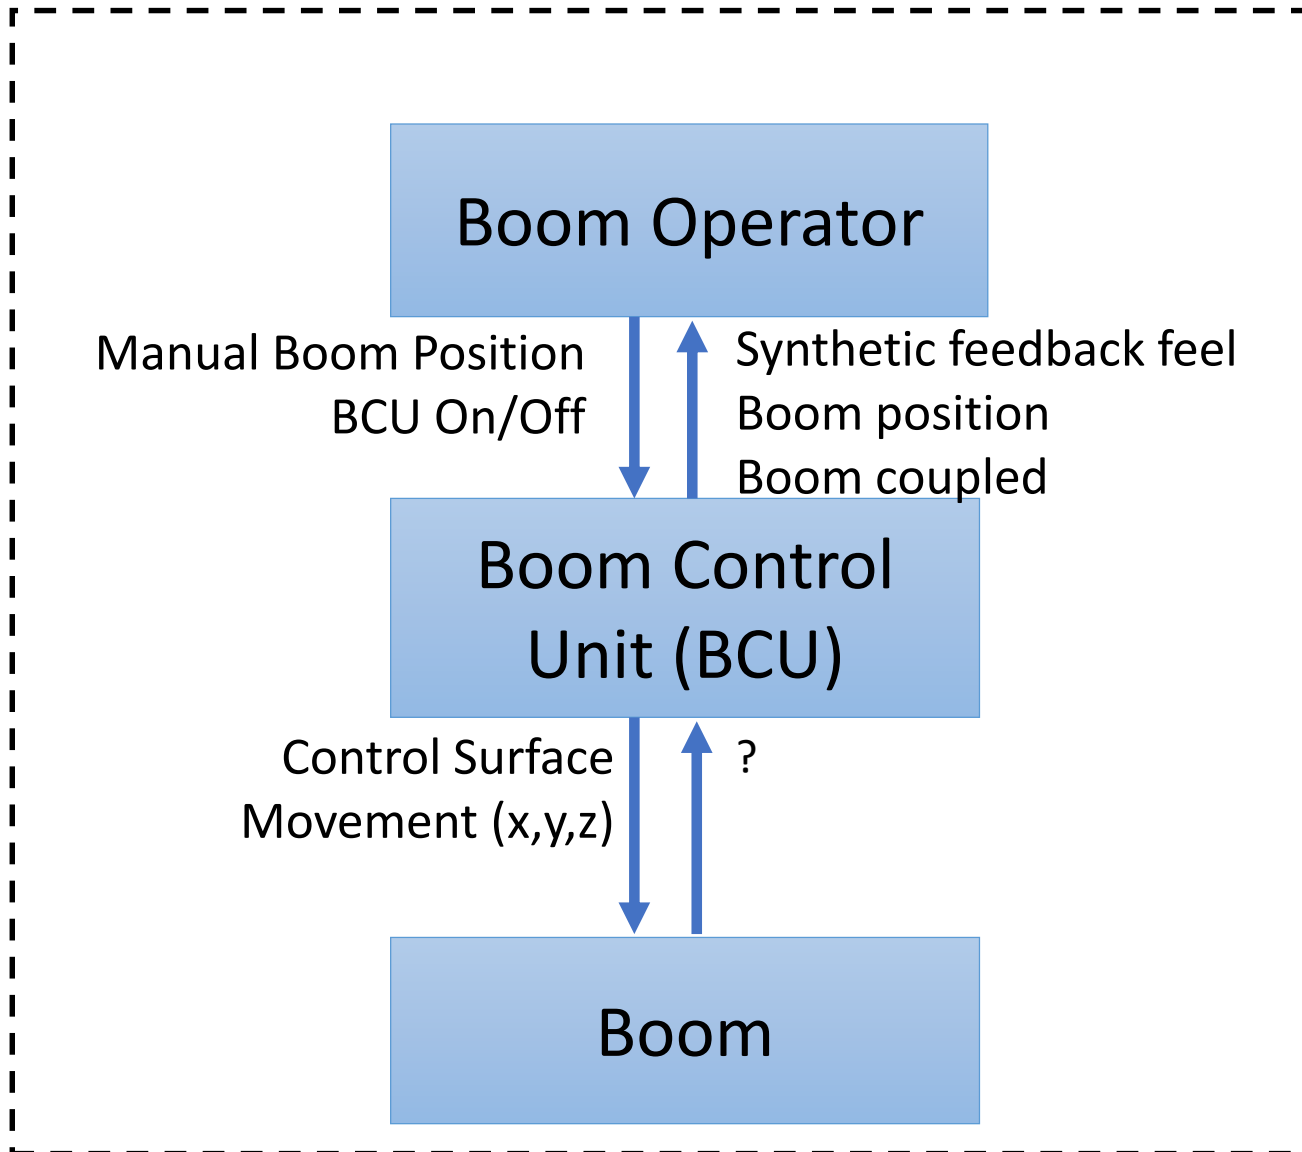 Boom Operator
Manual Boom Position
BCU On/Off
Synthetic feedback feel
Boom position
Boom coupled
Boom Control
Unit (BCU)
Control Surface
Movement (x,y,z)
?
Boom